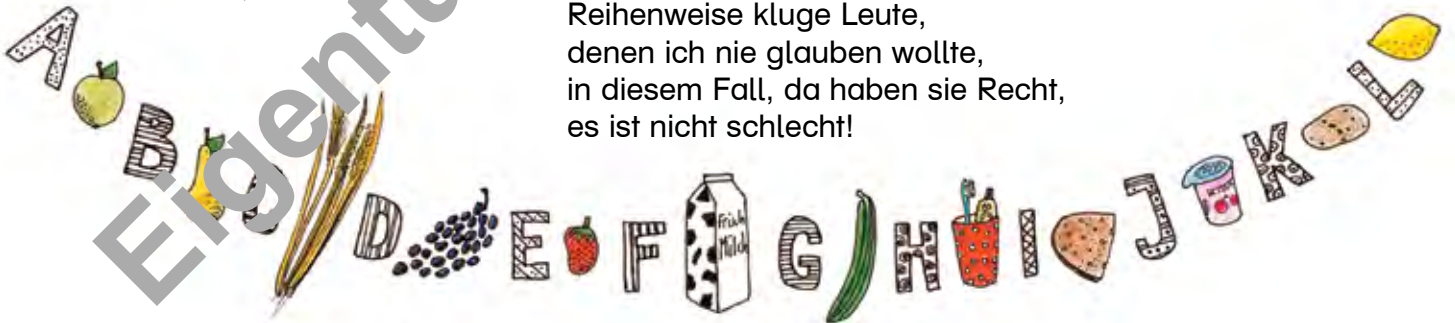 Reihenweise kluge Leute,
denen ich nie glauben wollte,
in diesem Fall, da haben sie Recht,
es ist nicht schlecht!
A B D E F G H I J K L
Frisch
Milch
Eigent